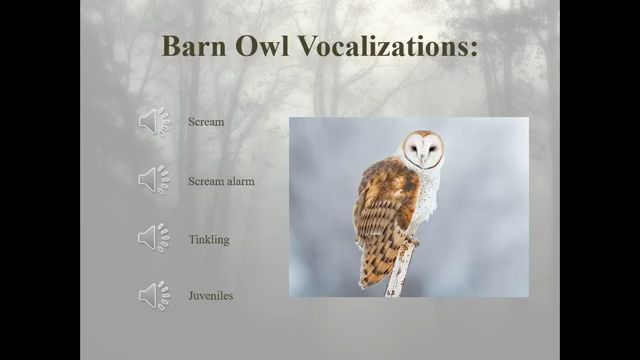 Barn Owl Vocalizations:
Scream
Scream alarm
Tinkling
Juveniles